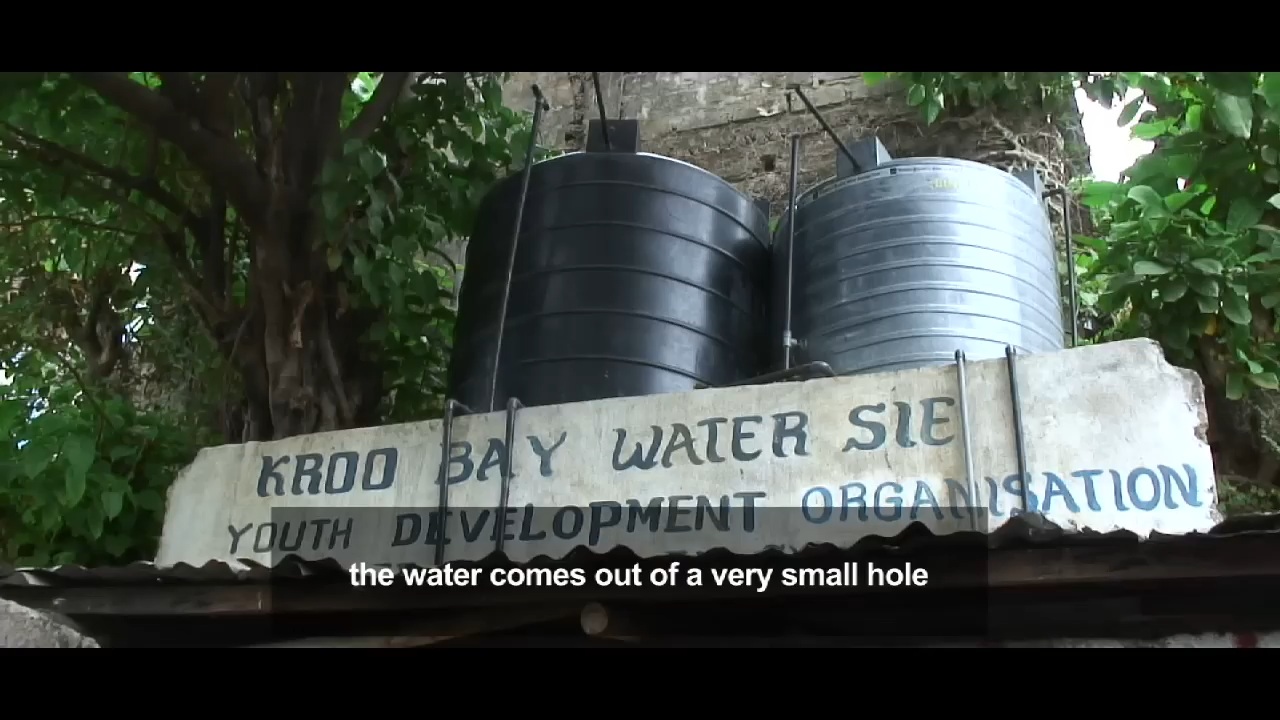 KROO BAY WATER SIE
YOUTH DEVELOPMENT ORGANISATION
the water comes out of a very small hole